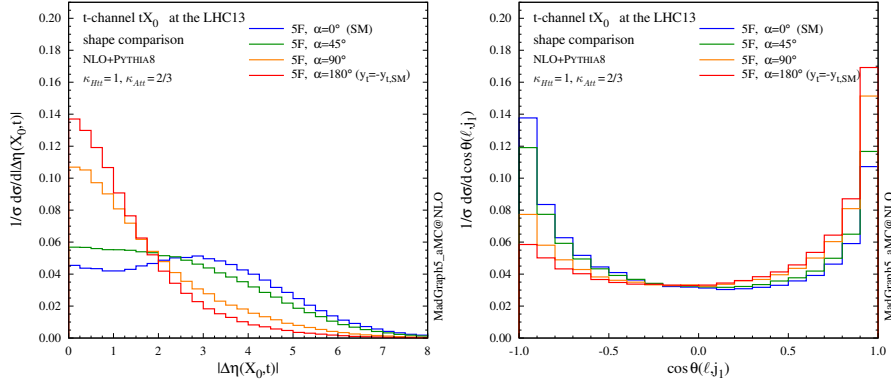 t-channel tX₀ at the LHC13
shape comparison
NLO+PYTHIA8
κHtt=1, κAtt=2/3
5F, α=0° (SM)
5F, α=45°
5F, α=90°
5F, α=180° (yt=-yt,SM)
1/σ dσ/d|Δη(X₀,t)|
0.20
0.18
0.16
0.14
0.12
0.10
0.08
0.06
0.04
0.02
0.00
0 1 2 3 4 5 6 7 8
|Δη(X₀,t)|
MadGraph5_aMC@NLO
t-channel tX₀ at the LHC13
shape comparison
NLO+PYTHIA8
κHtt=1, κAtt=2/3
5F, α=0° (SM)
5F, α=45°
5F, α=90°
5F, α=180° (yt=-yt,SM)
1/σ dσ/d cosθ(ℓ,j₁)
0.20
0.18
0.16
0.14
0.12
0.10
0.08
0.06
0.04
0.02
0.00
-1.0 -0.5 0.0 0.5 1.0
cosθ(ℓ,j₁)
MadGraph5_aMC@NLO